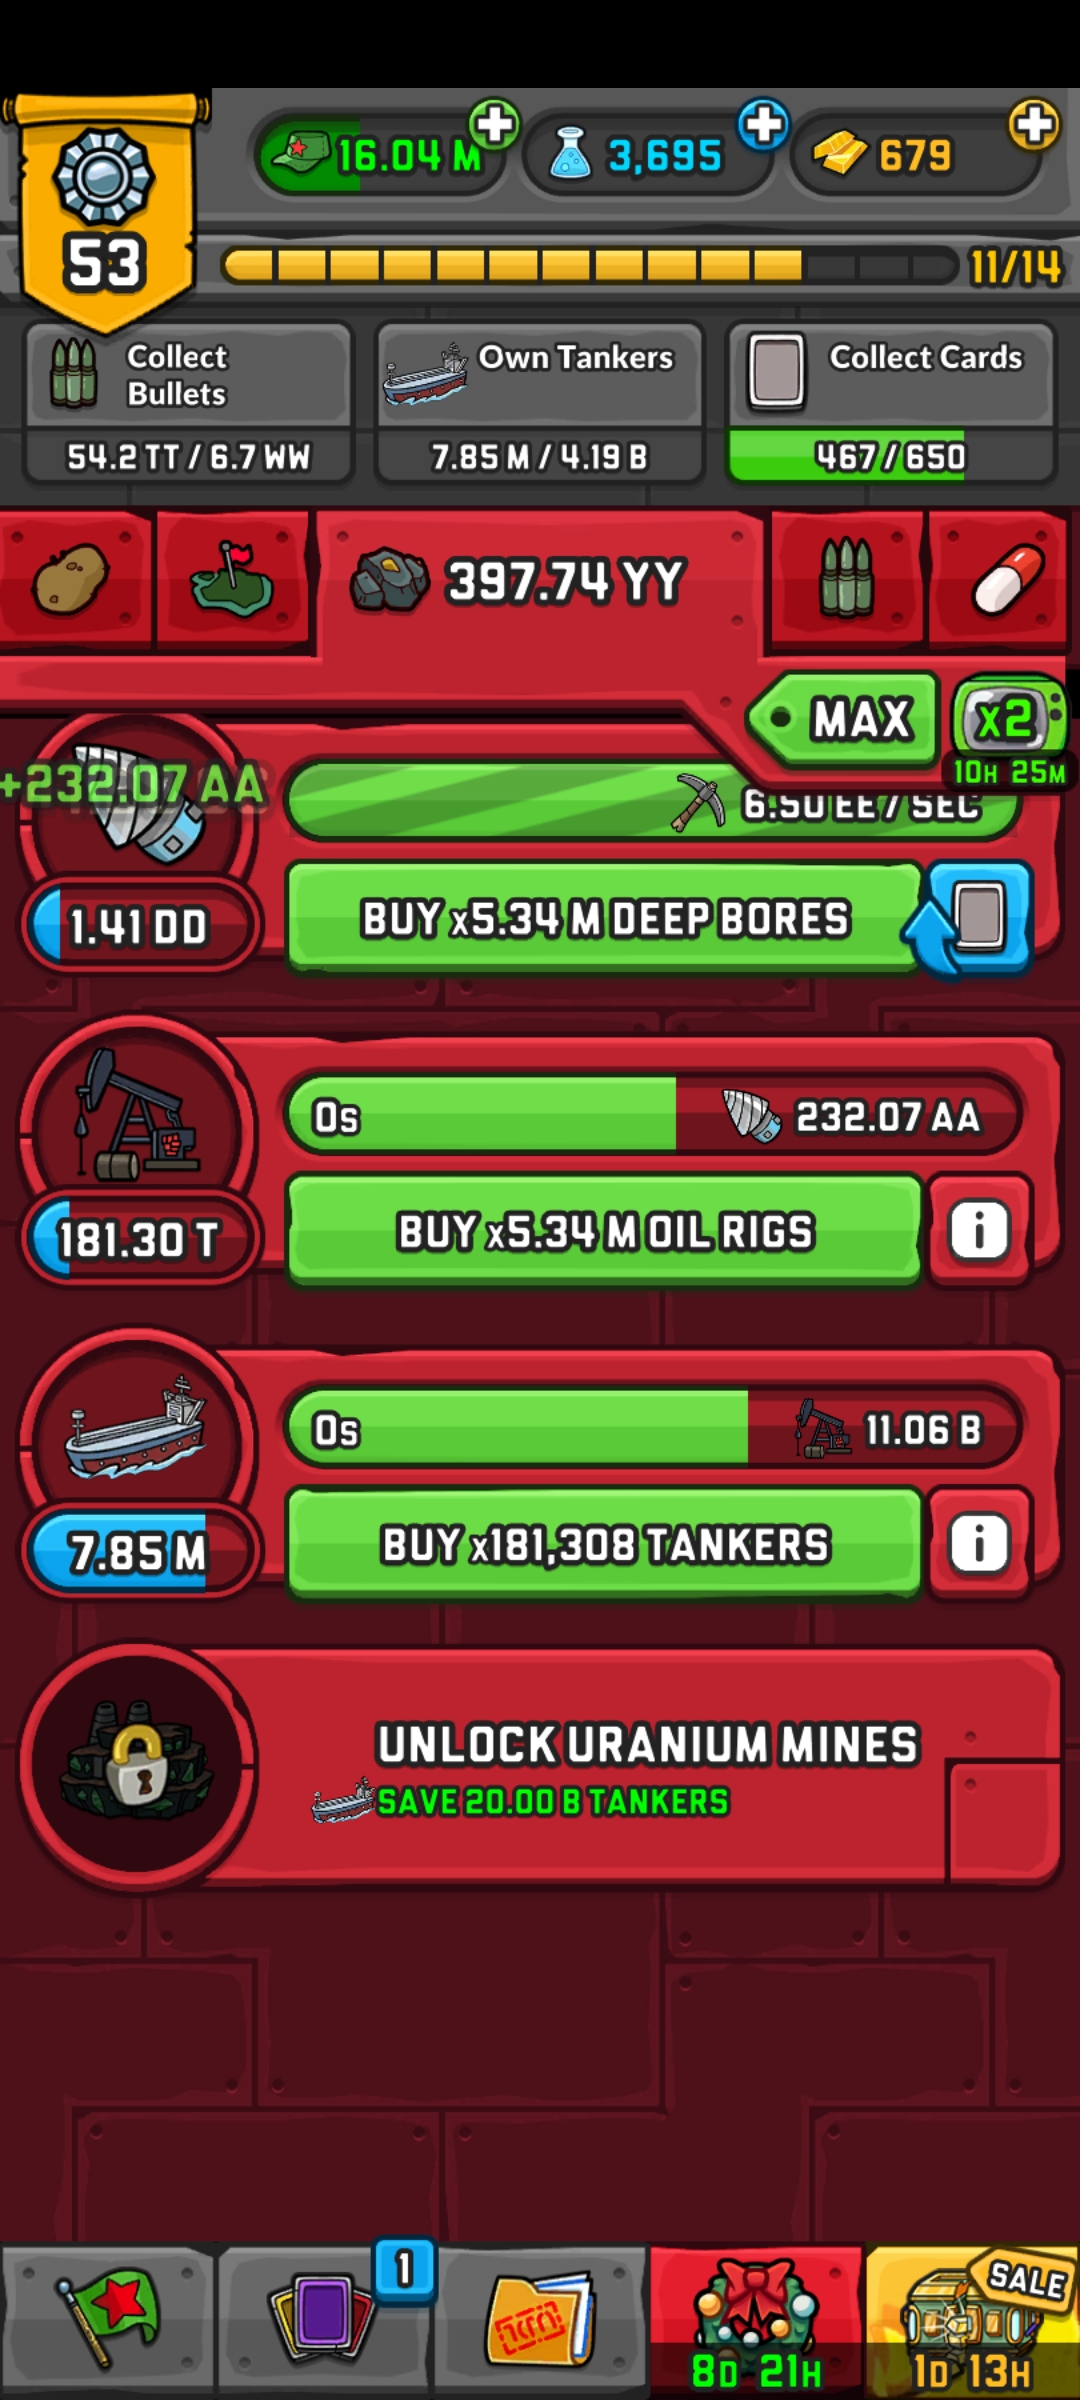 16.04 M
3,695
679
53
11/14
Collect Bullets
54.2 TT / 6.7 WW
Own Tankers
7.85 M / 4.19 B
Collect Cards
467/650
397.74 YY
MAX
x2
10H 25M
+232.07 AA
6.50 EE / SEC
1.41 DD
BUY x5.34 M DEEP BORES
0s
232.07 AA
181.30 T
BUY x5.34 M OIL RIGS
i
0s
11.06 B
7.85 M
BUY x181,308 TANKERS
i
UNLOCK URANIUM MINES
SAVE 20.00 B TANKERS
1
8D 21H
SALE
1D 13H